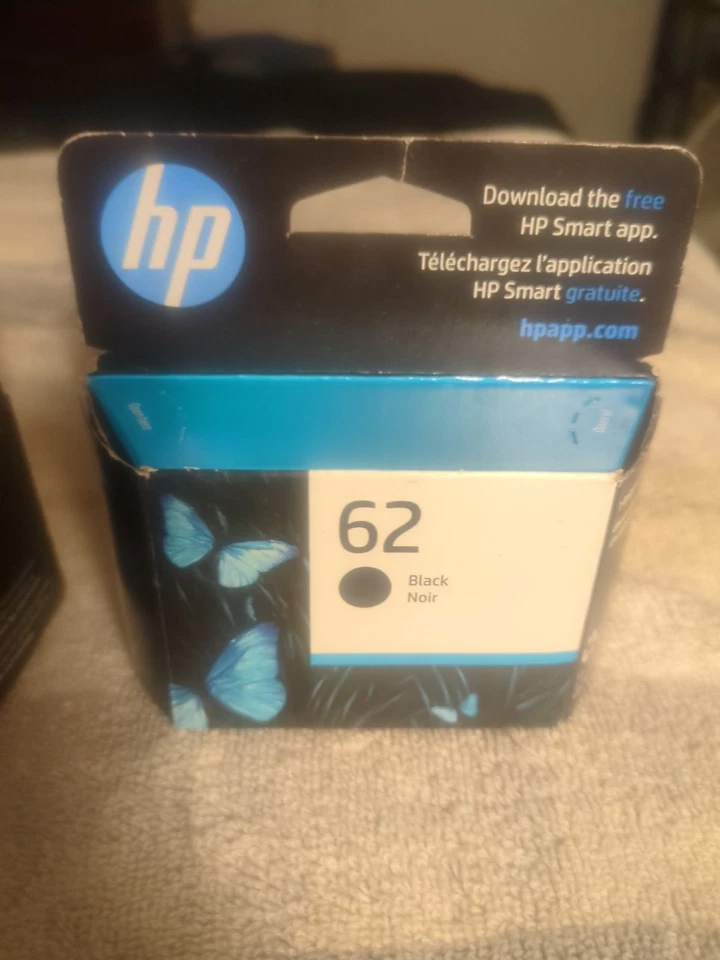 hp
Download the free
HP Smart app.
Téléchargez l'application
HP Smart gratuite.
hpapp.com
62
Black
Noir